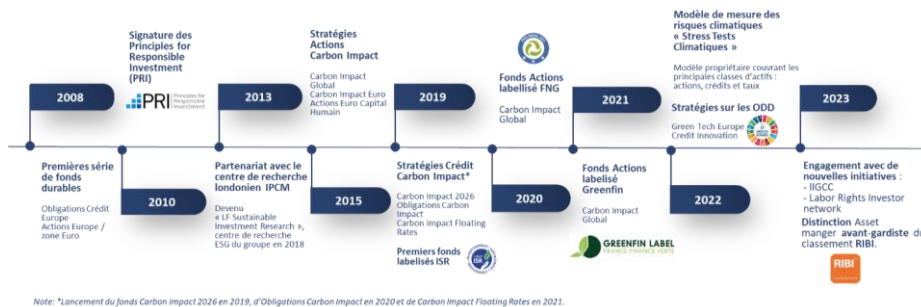 2008
Premières série
de fonds
durables
Obligations Crédit
Europe
Actions Europe /
zone Euro
Signature des
Principles for
Responsible
Investment
(PRI)
PRI Principles for
Responsible
Investment
2010
2013
Partenariat avec le
centre de recherche
londonien IPCM
Devenu
« LF Sustainable
Investment Research »,
centre de recherche
ESG du groupe en 2018
Stratégies
Actions
Carbon Impact
Carbon Impact
Global
Carbon Impact Euro
Actions Euro Capital
Humain
2015
2019
Stratégies Crédit
Carbon Impact*
Carbon Impact 2026
Obligations Carbon
Impact
Carbon Impact Floating
Rates
Premiers fonds
labelisés ISR
ISR
Fonds Actions
labellisé FNG
Carbon Impact
Global
2020
2021
Fonds Actions
labelisé
Greenfin
Carbon Impact
Global
GREENFIN LABEL
FRANCE FINANCE VERTE
Modèle de mesure des
risques climatiques
« Stress Tests
Climatiques »
Modèle propriétaire couvrant les
principales classes d'actifs :
actions, crédits et taux
Stratégies sur les ODD
Green Tech Europe
Credit Innovation
2022
2023
Engagement avec de
nouvelles initiatives :
- IIGCC
- Labor Rights Investor
network
Distinction Asset
manger avant-gardiste du
classement RIBI.
RIBI
Note: *Lancement du fonds Carbon Impact 2026 en 2019, d'Obligations Carbon Impact en 2020 et de Carbon Impact Floating Rates en 2021.